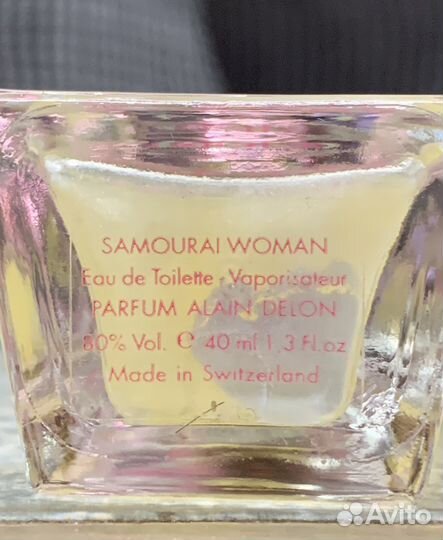 SAMOURAI WOMAN
Eau de Toilette - Vaporisateur
PARFUM ALAIN DELON
80% Vol. ℮ 40 ml 1,3 Fl.oz
Made in Switzerland
Avito